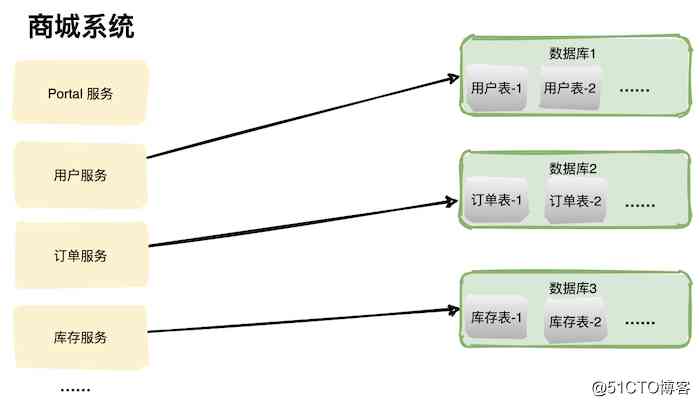 商城系统
Portal 服务
用户服务
订单服务
库存服务
......
数据库1
用户表-1 用户表-2 ......
数据库2
订单表-1 订单表-2 ......
数据库3
库存表-1 库存表-2 ......
@51CTO博客